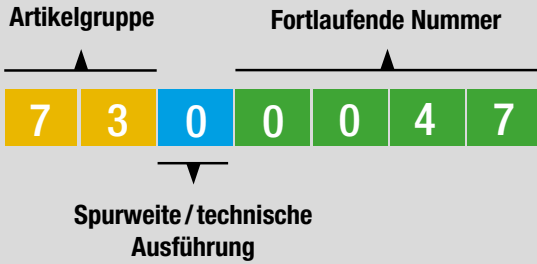 Artikelgruppe Fortlaufende Nummer
7 3 0 0 0 4 7
Spurweite / technische
Ausführung